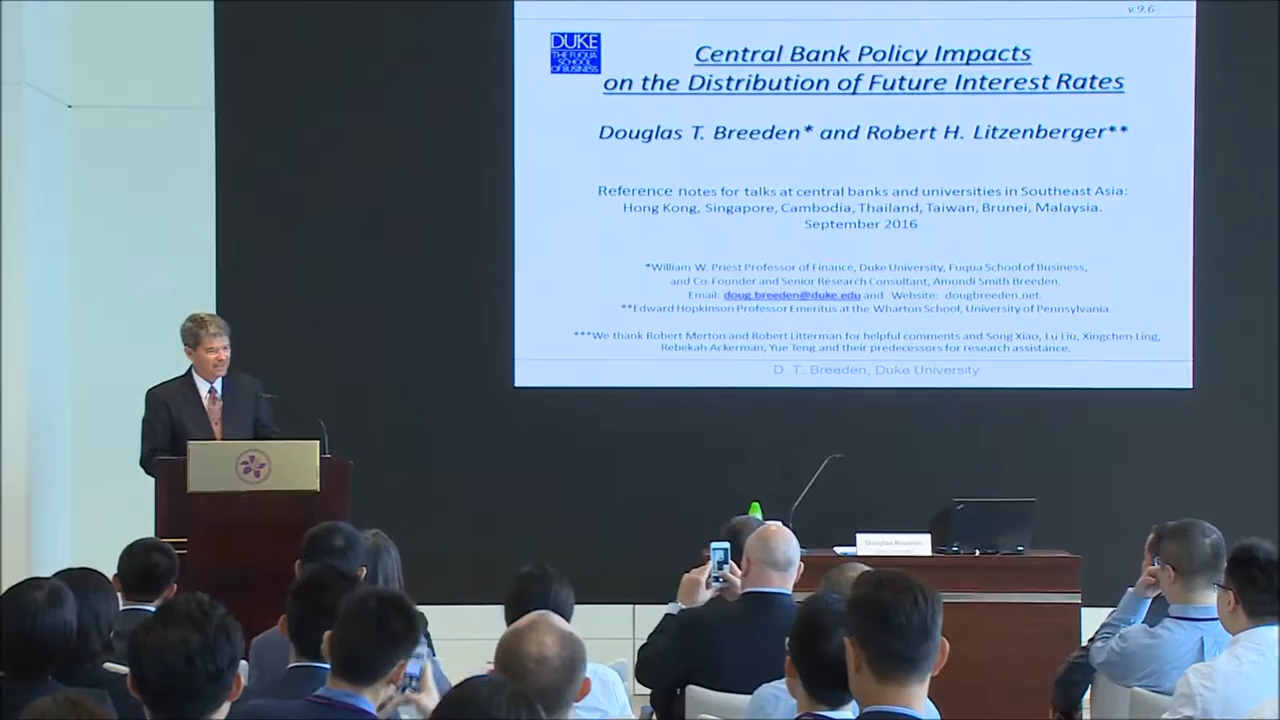 v.9.6
DUKE
THE FUQUA
SCHOOL
OF BUSINESS
Central Bank Policy Impacts
on the Distribution of Future Interest Rates
Douglas T. Breeden* and Robert H. Litzenberger**
Reference notes for talks at central banks and universities in Southeast Asia:
Hong Kong, Singapore, Cambodia, Thailand, Taiwan, Brunei, Malaysia.
September 2016
*William W. Priest Professor of Finance, Duke University, Fuqua School of Business,
and Co-Founder and Senior Research Consultant, Amundi Smith Breeden.
Email: doug.breeden@duke.edu and Website: dougbreeden.net.
**Edward Hopkinson Professor Emeritus at the Wharton School, University of Pennsylvania.
***We thank Robert Merton and Robert Litterman for helpful comments and Song Xiao, Lu Liu, Xingchen Ling,
Rebekah Ackerman, Yue Teng and their predecessors for research assistance.
D. T. Breeden, Duke University
Douglas Breeden